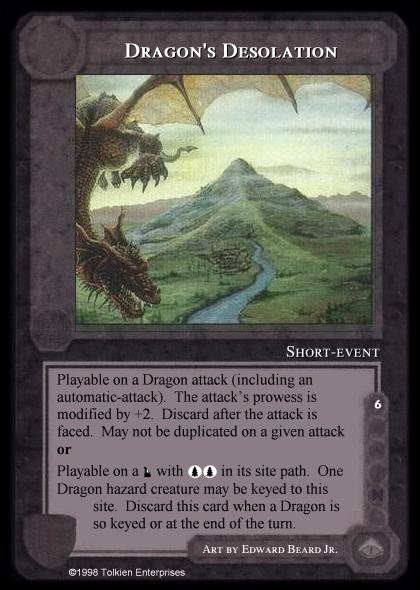 DRAGON'S DESOLATION
SHORT-EVENT
Playable on a Dragon attack (including an
automatic-attack). The attack's prowess is
modified by +2. Discard after the attack is
faced. May not be duplicated on a given attack
or
6
Playable on a with in its site path. One
Dragon hazard creature may be keyed to this
site. Discard this card when a Dragon is
so keyed or at the end of the turn.
ART BY EDWARD BEARD JR.
©1998 Tolkien Enterprises